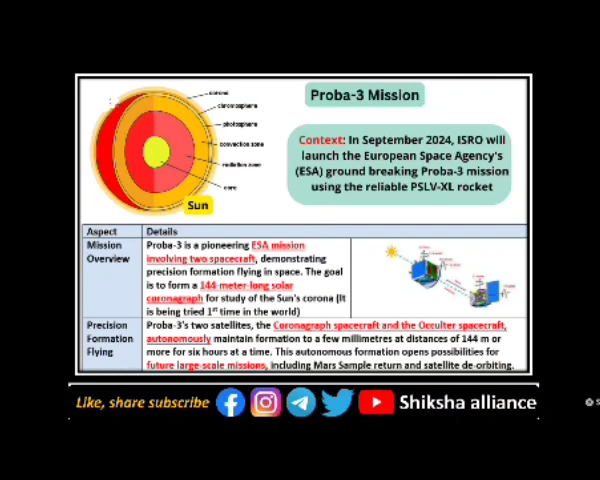 Proba-3 Mission
corona
chromosphere
photosphere
convection zone
radiation zone
core
Sun
Context: In September 2024, ISRO will
launch the European Space Agency's
(ESA) ground breaking Proba-3 mission
using the reliable PSLV-XL rocket
Aspect Details
Mission
Overview
Proba-3 is a pioneering ESA mission
involving two spacecraft, demonstrating
precision formation flying in space. The goal
is to form a 144-meter-long solar
coronagraph for study of the Sun's corona (It
is being tried 1st time in the world)
Precision
Formation
Flying
Proba-3's two satellites, the Coronagraph spacecraft and the Occulter spacecraft,
autonomously maintain formation to a few millimetres at distances of 144 m or
more for six hours at a time. This autonomous formation opens possibilities for
future large-scale missions, including Mars Sample return and satellite de-orbiting.
Like, share subscribe
Shiksha alliance